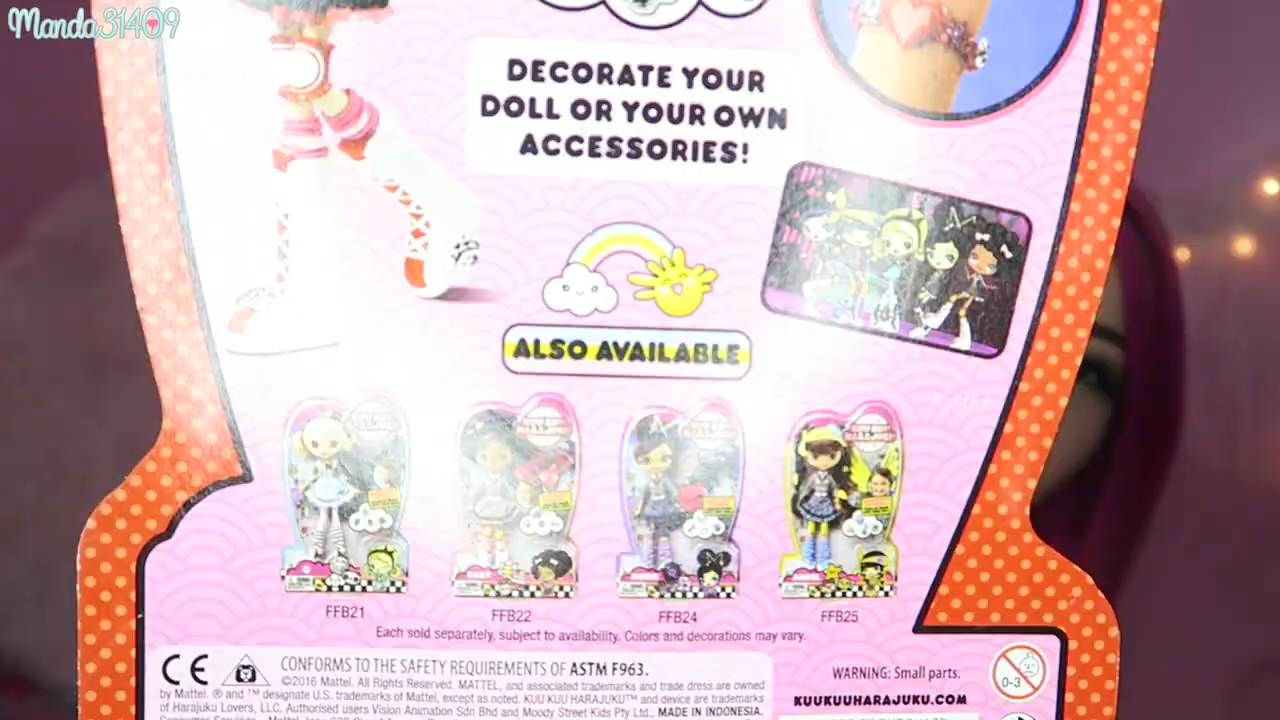 Manda31409
DECORATE YOUR
DOLL OR YOUR OWN
ACCESSORIES!
ALSO AVAILABLE
FFB21
FFB22
FFB24
FFB25
Each sold separately, subject to availability. Colors and decorations may vary.
CE
CONFORMS TO THE SAFETY REQUIREMENTS OF ASTM F963.
©2016 Mattel. All Rights Reserved. MATTEL, and associated trademarks and trade dress are owned
by Mattel. ® and ™ designate U.S. trademarks of Mattel, except as noted. KUU KUU HARAJUKU™ and device are trademarks
of Harajuku Lovers, LLC. Authorised users Vision Animation Sdn Bhd and Moody Street Kids Pty Ltd., MADE IN INDONESIA.
WARNING: Small parts.
0-3
KUUKUUHARAJUKU.COM